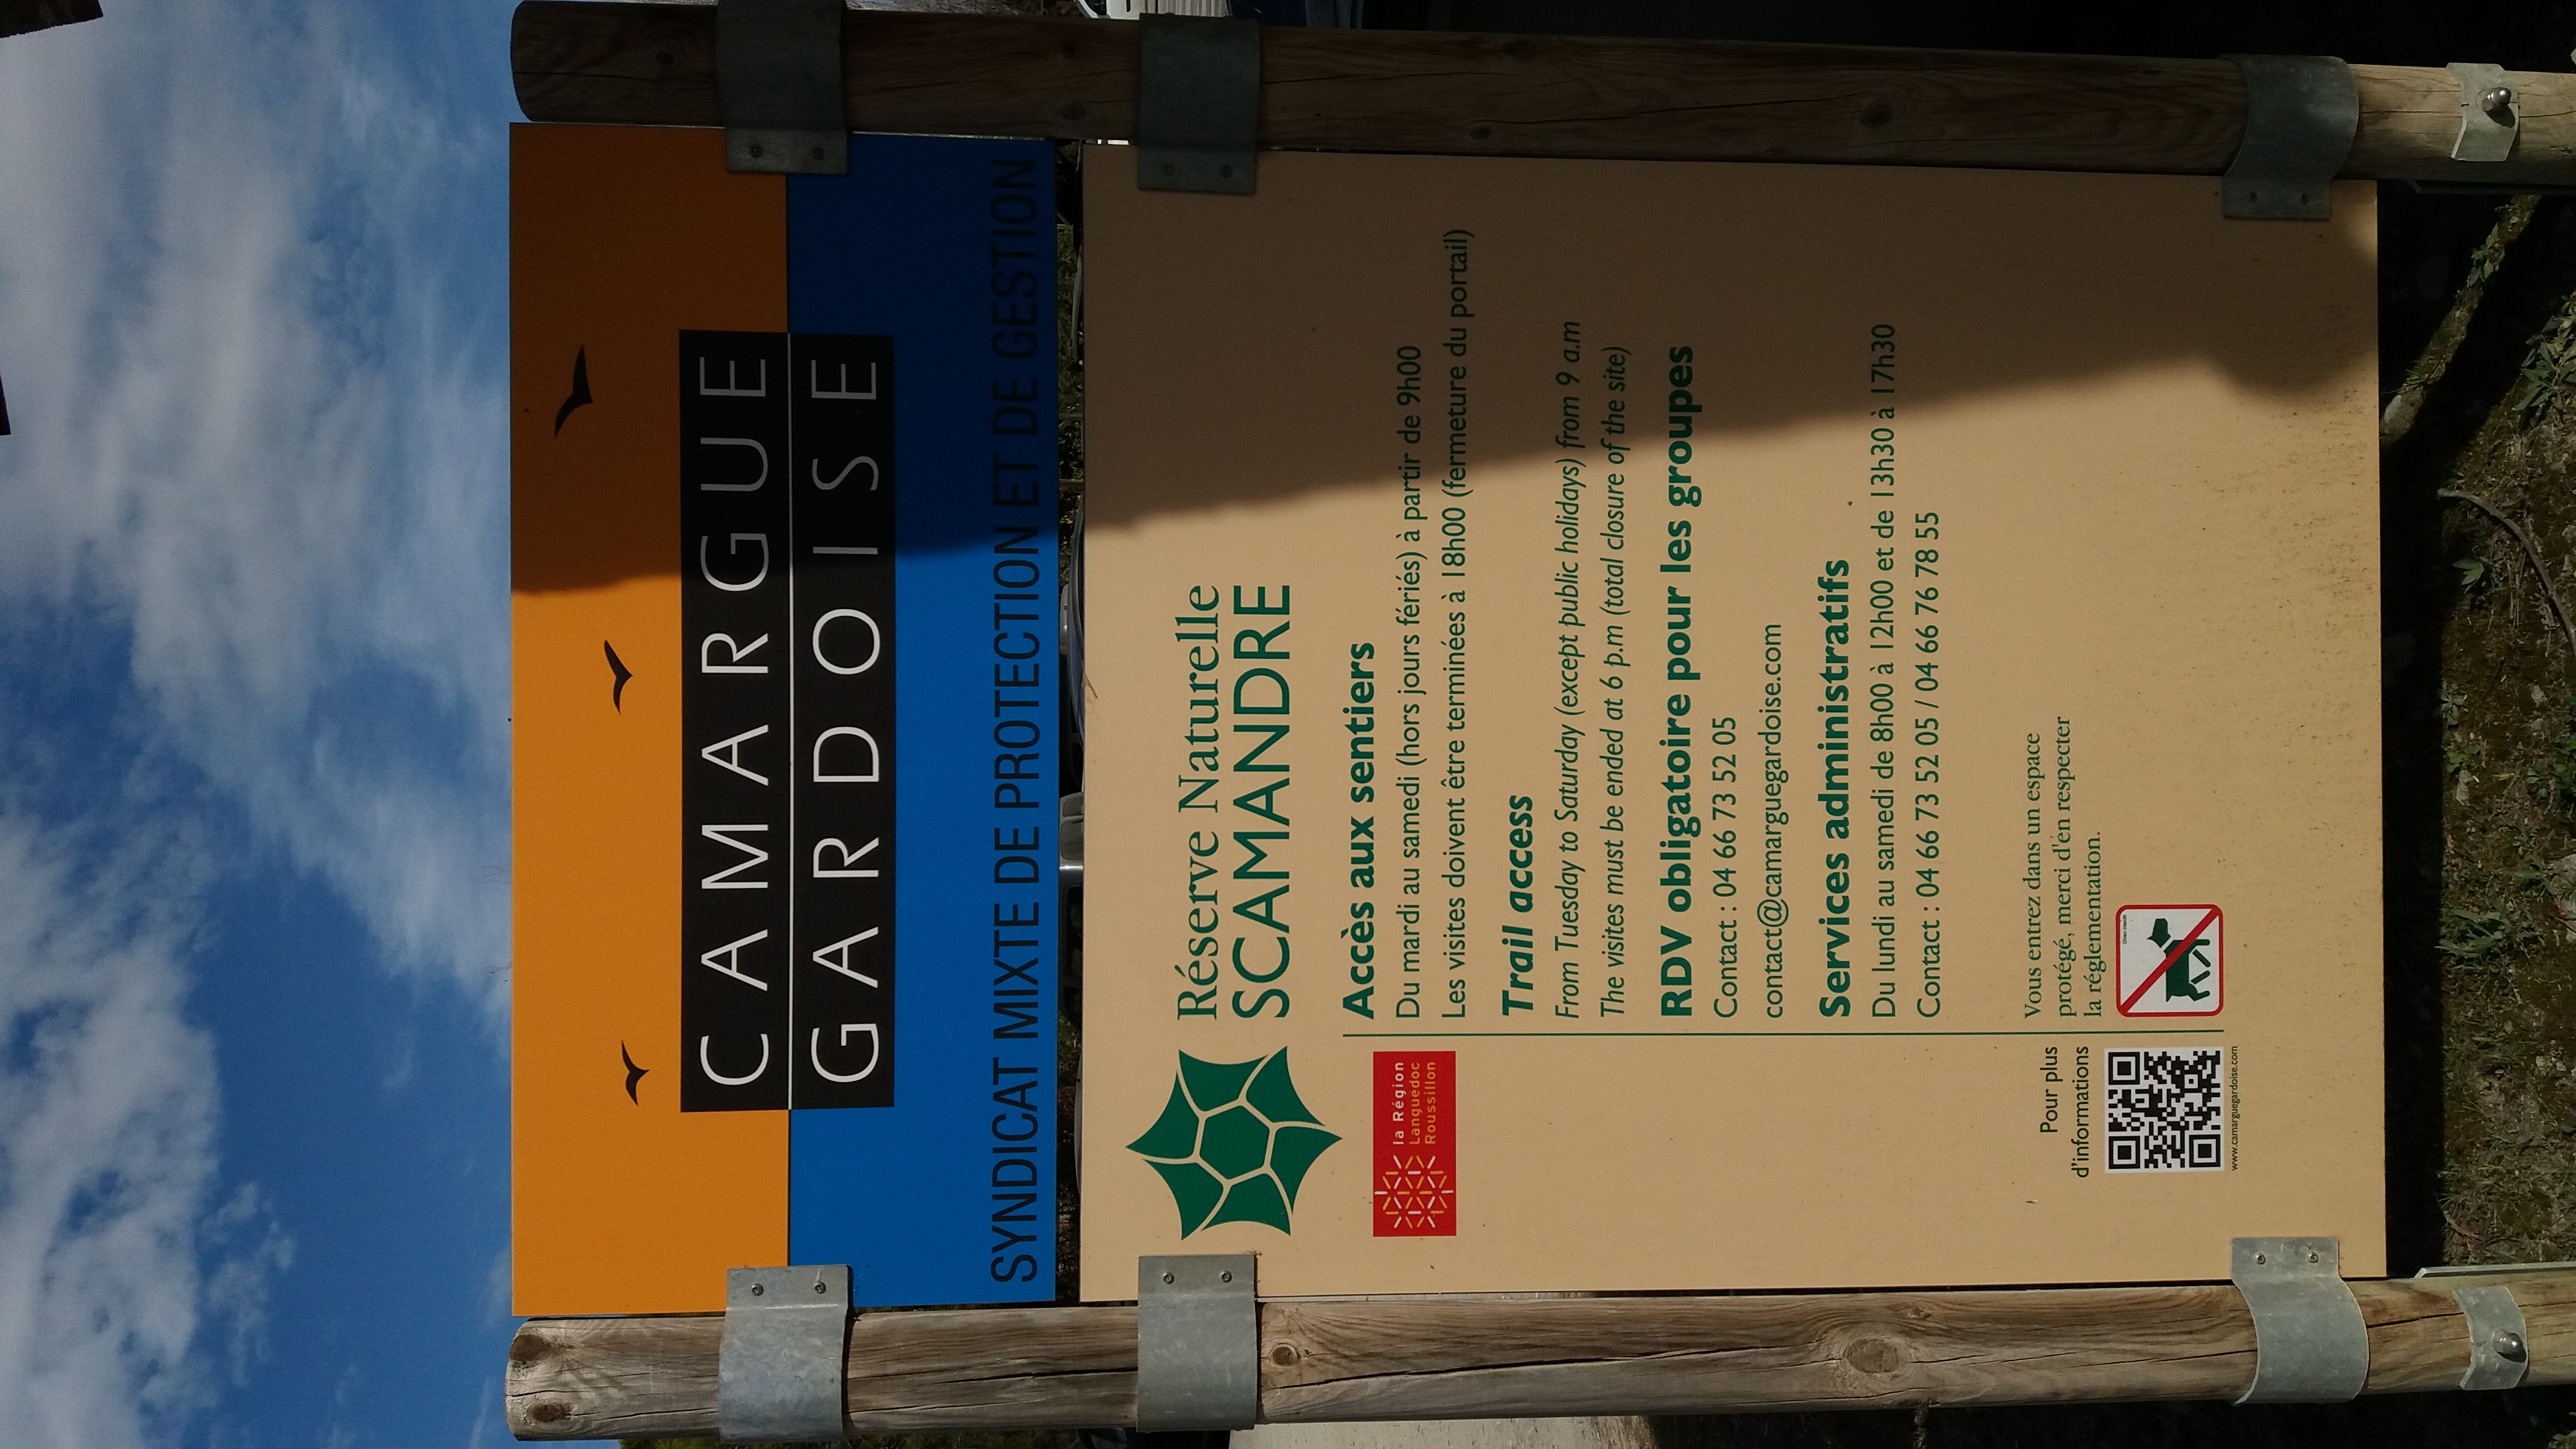 CAMARGUE
GARDOISE
SYNDICAT MIXTE DE PROTECTION ET DE GESTION
Réserve Naturelle
SCAMANDRE
la Région
Languedoc
Roussillon
Accès aux sentiers
Du mardi au samedi (hors jours fériés) à partir de 9h00
Les visites doivent être terminées à 18h00 (fermeture du portail)
Trail access
From Tuesday to Saturday (except public holidays) from 9 a.m
The visites must be ended at 6 p.m (total closure of the site)
RDV obligatoire pour les groupes
Contact : 04 66 73 52 05
contact@camarguegardoise.com
Services administratifs
Du lundi au samedi de 8h00 à 12h00 et de 13h30 à 17h30
Contact : 04 66 73 52 05 / 04 66 76 78 55
Vous entrez dans un espace
protégé, merci d'en respecter
la réglementation.
Pour plus
d'informations
www.camarguegardoise.com